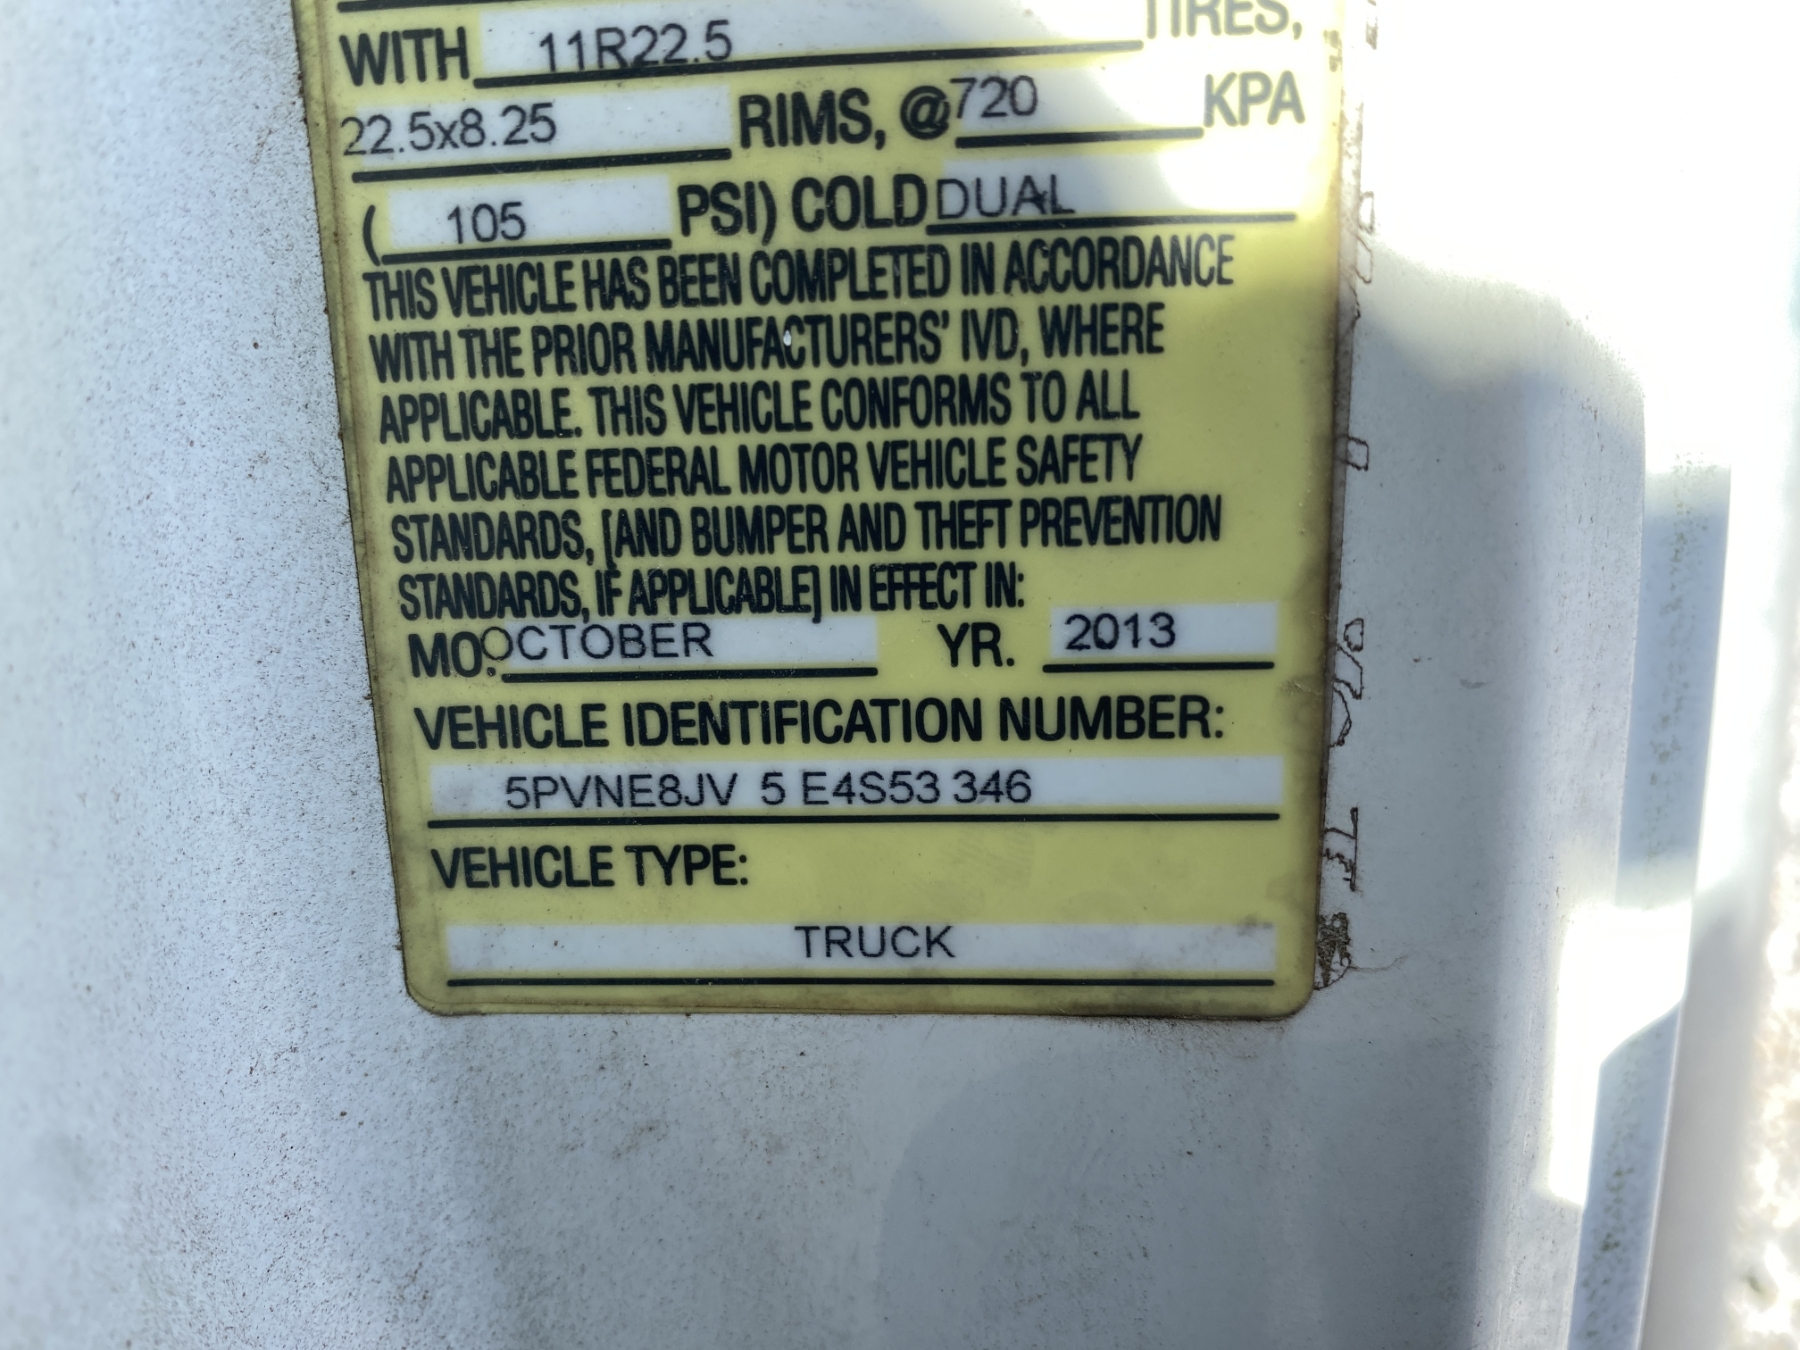 WITH 11R22.5 TIRES,
22.5x8.25 RIMS, @720 KPA
( 105 PSI) COLD DUAL
THIS VEHICLE HAS BEEN COMPLETED IN ACCORDANCE
WITH THE PRIOR MANUFACTURERS' IVD, WHERE
APPLICABLE. THIS VEHICLE CONFORMS TO ALL
APPLICABLE FEDERAL MOTOR VEHICLE SAFETY
STANDARDS, [AND BUMPER AND THEFT PREVENTION
STANDARDS, IF APPLICABLE] IN EFFECT IN:
MO. OCTOBER YR. 2013
VEHICLE IDENTIFICATION NUMBER:
5PVNE8JV 5 E4S53 346
VEHICLE TYPE:
TRUCK